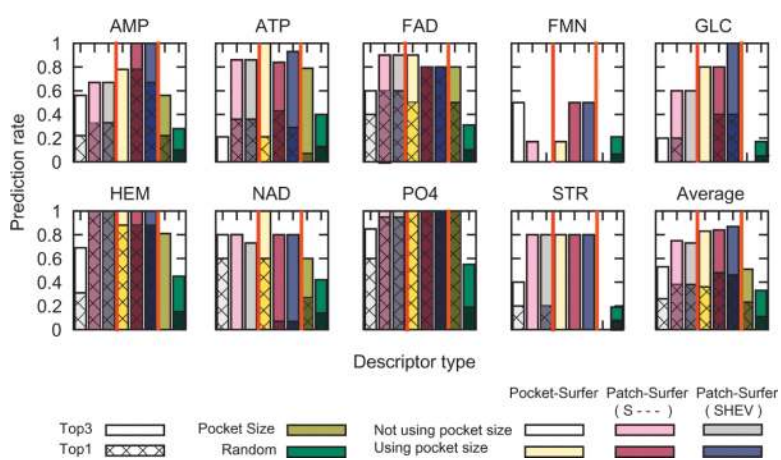 AMP ATP FAD FMN GLC
1
0.8
0.6
0.4
0.2
0
Prediction rate
HEM NAD PO4 STR Average
1
0.8
0.6
0.4
0.2
0
Descriptor type
Pocket-Surfer Patch-Surfer Patch-Surfer
( S - - - ) ( SHEV )
Top3 Pocket Size Not using pocket size
Top1 Random Using pocket size